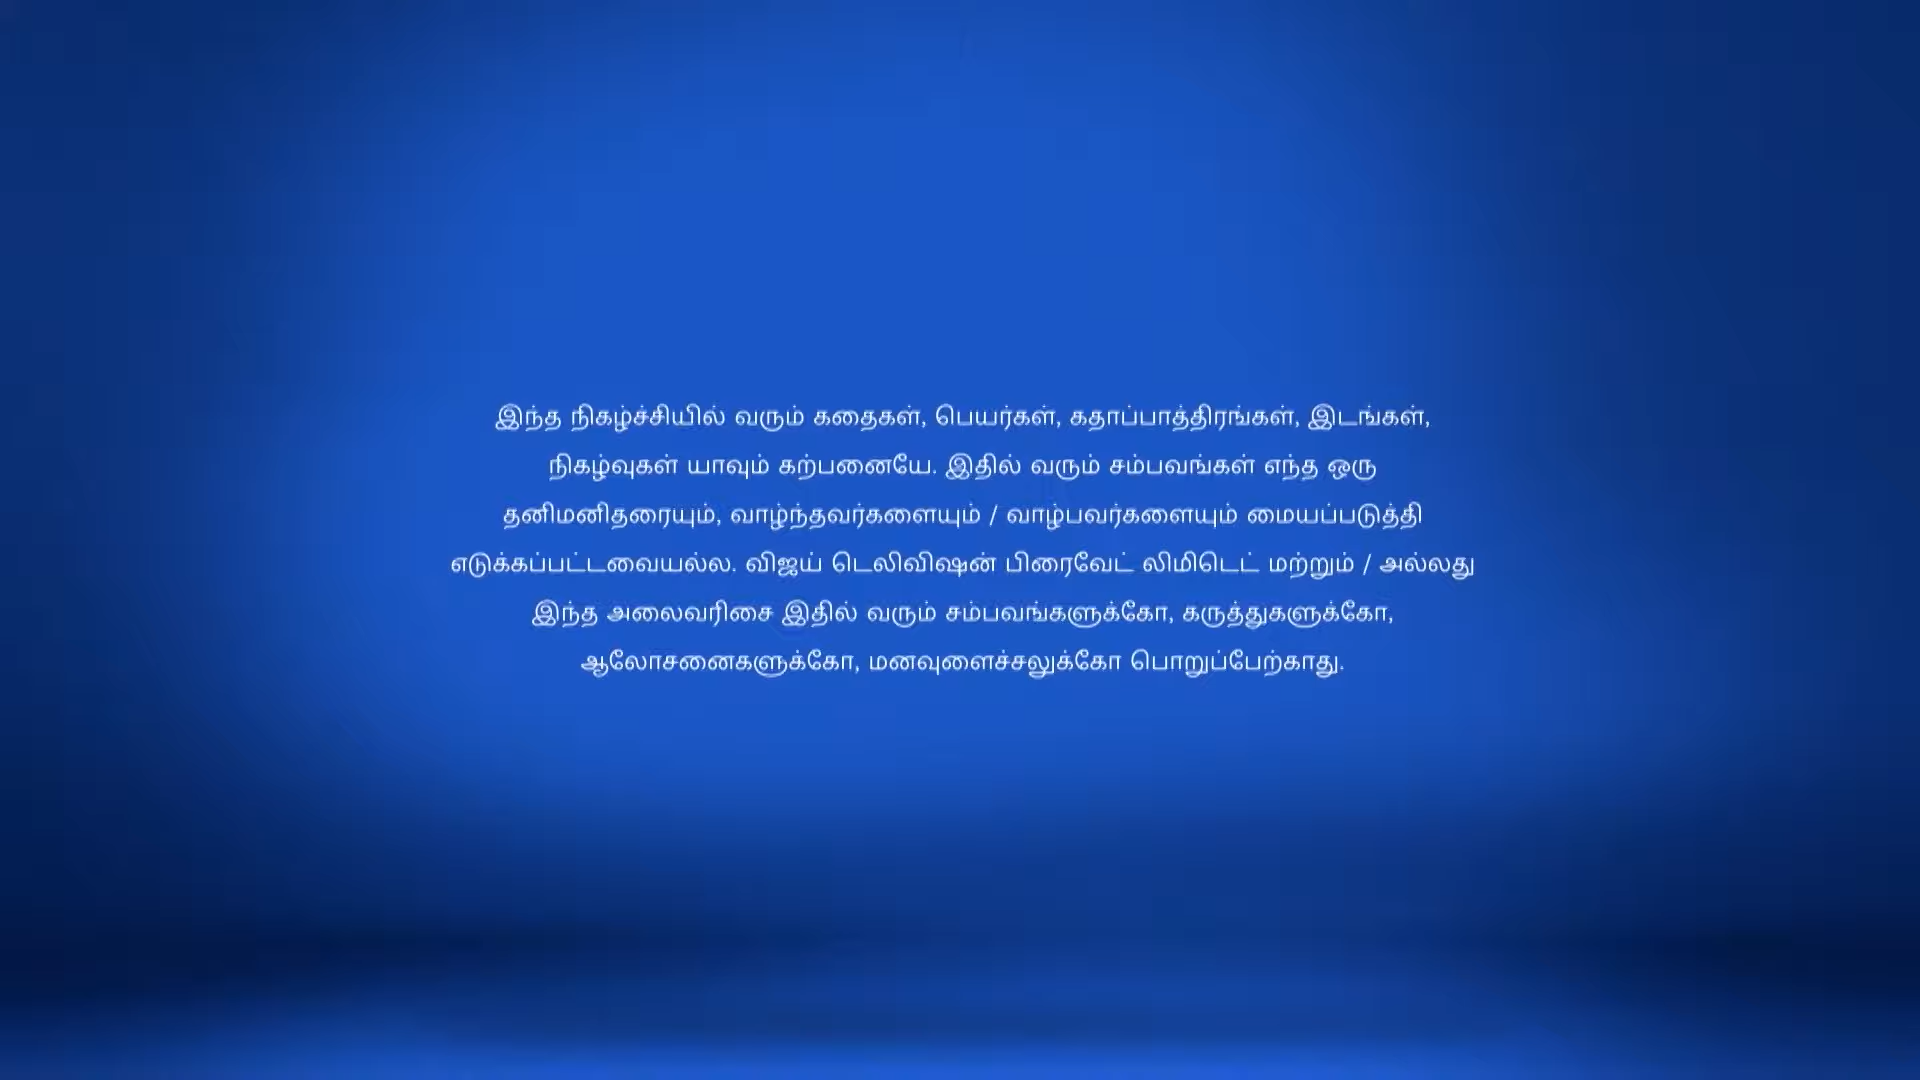 இந்த நிகழ்ச்சியில் வரும் கதைகள், பெயர்கள், கதாப்பாத்திரங்கள், இடங்கள்,
நிகழ்வுகள் யாவும் கற்பனையே. இதில் வரும் சம்பவங்கள் எந்த ஒரு
தனிமனிதரையும், வாழ்ந்தவர்களையும் / வாழ்பவர்களையும் மையப்படுத்தி
எடுக்கப்பட்டவையல்ல. விஜய் டெலிவிஷன் பிரைவேட் லிமிடெட் மற்றும் / அல்லது
இந்த அலைவரிசை இதில் வரும் சம்பவங்களுக்கோ, கருத்துகளுக்கோ,
ஆலோசனைகளுக்கோ, மனவுளைச்சலுக்கோ பொறுப்பேற்காது.